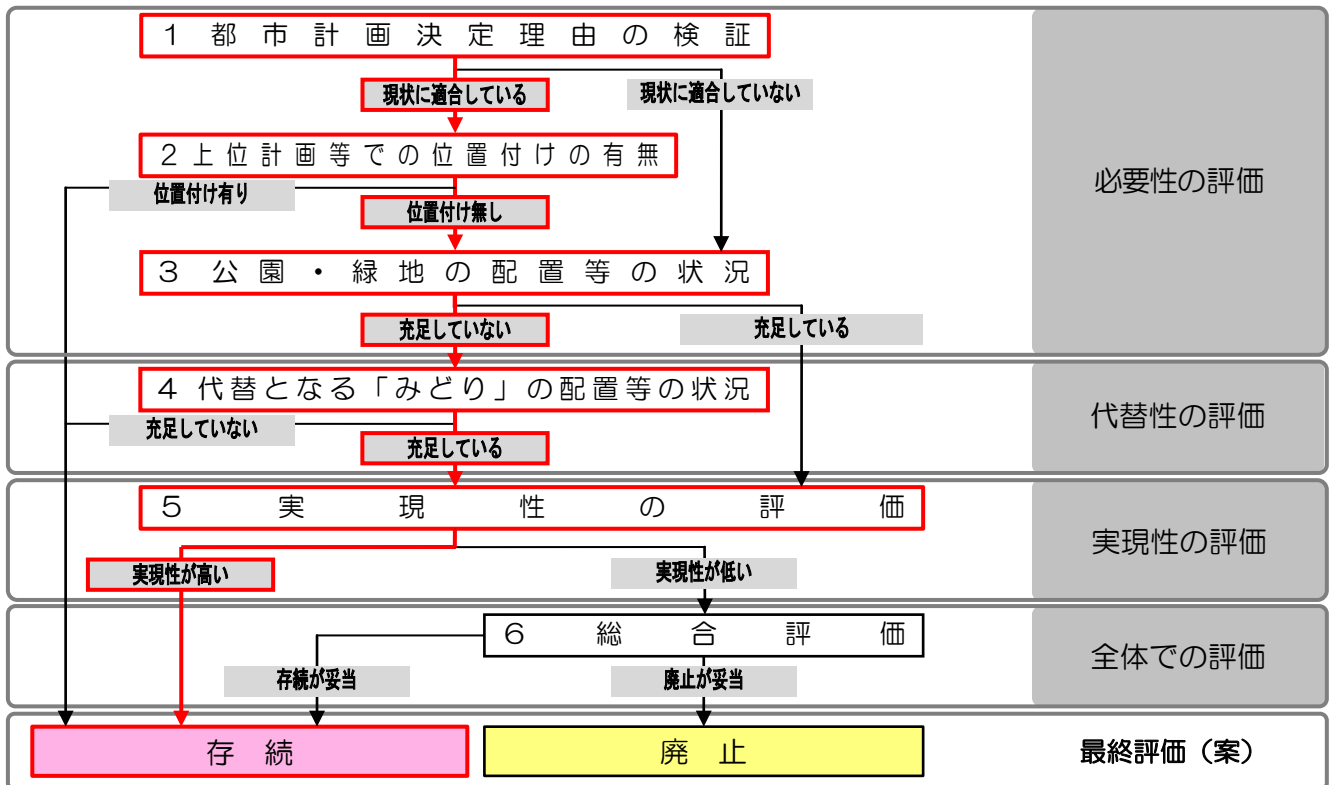 １都市計画決定理由の検証
現状に適合している
現状に適合していない
２上位計画等での位置付けの有無
位置付け有り
位置付け無し
必要性の評価
３公園・緑地の配置等の状況
充足していない
充足している
４代替となる「みどり」の配置等の状況
充足していない
充足している
代替性の評価
５実現性の評価
実現性が高い
実現性が低い
実現性の評価
６総合評価
存続が妥当
廃止が妥当
全体での評価
存続
廃止
最終評価（案）